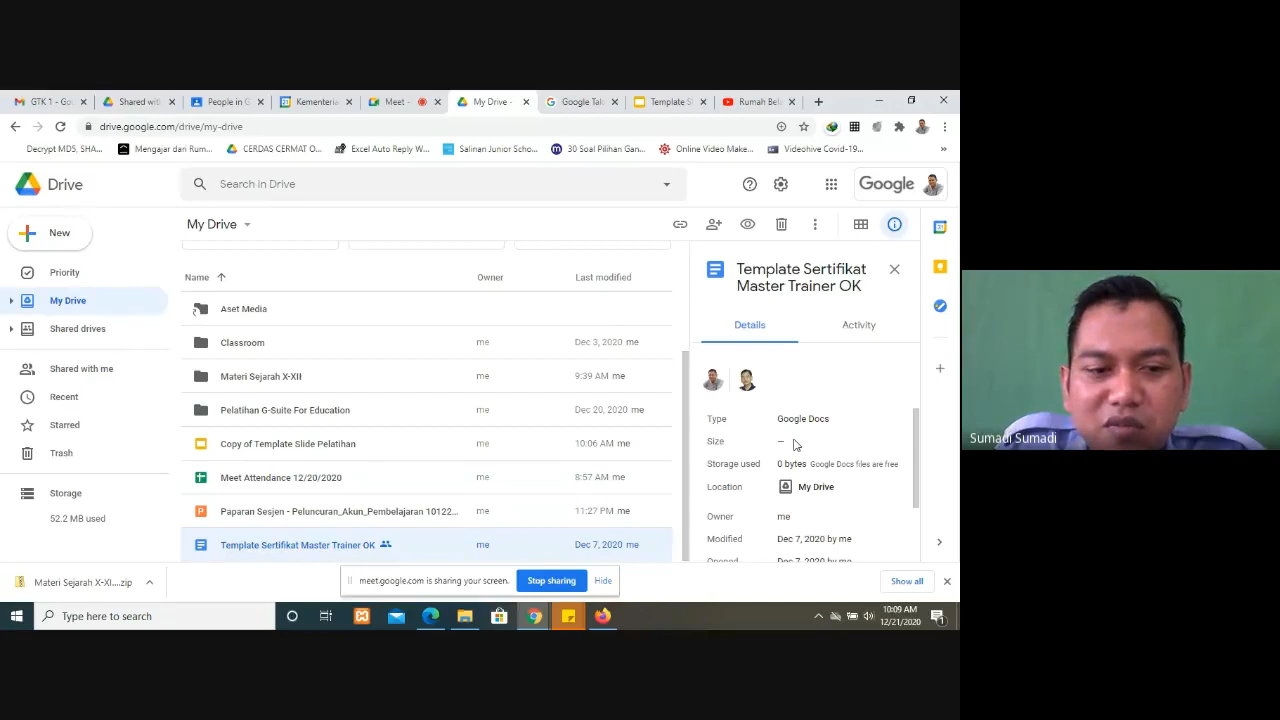 GTK 1 - Go
Shared wit
People in G
Kementeria
Meet -
My Drive -
Google Tak
Template S
Rumah Bela
drive.google.com/drive/my-drive
Decrypt MD5, SHA...
Mengajar dari Rum...
CERDAS CERMAT O...
Excel Auto Reply W...
Salinan Junior Scho...
30 Soal Pilihan Gan...
Online Video Make...
Videohive Covid-19...
»
Drive
Search in Drive
Google
New
My Drive
Priority
My Drive
Shared drives
Shared with me
Recent
Starred
Trash
Storage
52.2 MB used
Name Owner Last modified
Aset Media
Classroom me Dec 3, 2020 me
Materi Sejarah X-XII me 9:39 AM me
Pelatihan G-Suite For Education me Dec 20, 2020 me
Copy of Template Slide Pelatihan me 10:06 AM me
Meet Attendance 12/20/2020 me 8:57 AM me
Paparan Sesjen - Peluncuran_Akun_Pembelajaran 10122... me 11:27 PM me
Template Sertifikat Master Trainer OK me Dec 7, 2020 me
Template Sertifikat
Master Trainer OK
Details Activity
Type Google Docs
Size –
Storage used 0 bytes Google Docs files are free
Location My Drive
Owner me
Modified Dec 7, 2020 by me
Opened Dec 7, 2020 by me
Sumadi Sumadi
Materi Sejarah X-XI....zip
meet.google.com is sharing your screen. Stop sharing Hide
Show all
Type here to search
10:09 AM
12/21/2020
1